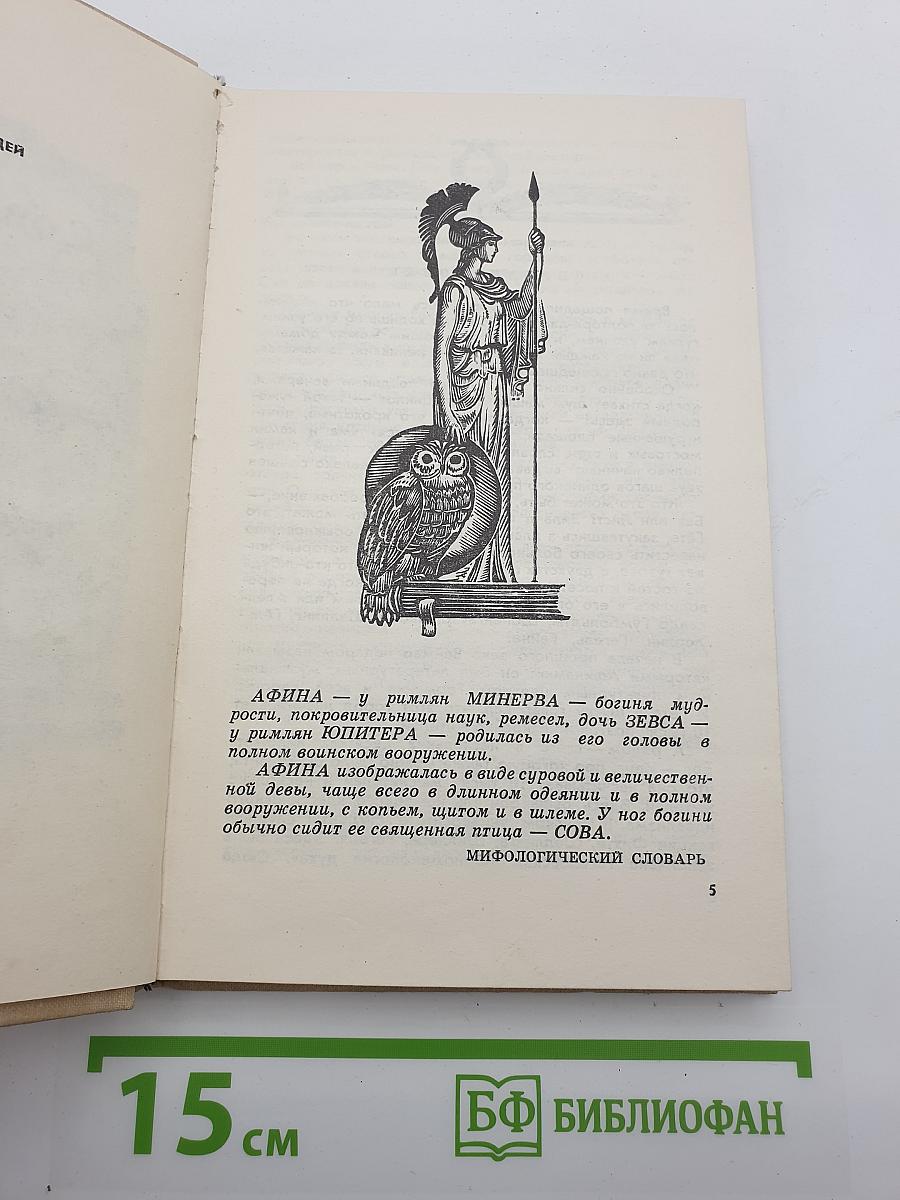 ДЕЙ
АФИНА — у римлян МИНЕРВА — богиня муд-
рости, покровительница наук, ремесел, дочь ЗЕВСА —
у римлян ЮПИТЕРА — родилась из его головы в
полном воинском вооружении.
АФИНА изображалась в виде суровой и величествен-
ной девы, чаще всего в длинном одеянии и в полном
вооружении, с копьем, щитом и в шлеме. У ног богини
обычно сидит ее священная птица — СОВА.
МИФОЛОГИЧЕСКИЙ СЛОВАРЬ
5
15 см
БФ БИБЛИОФАН